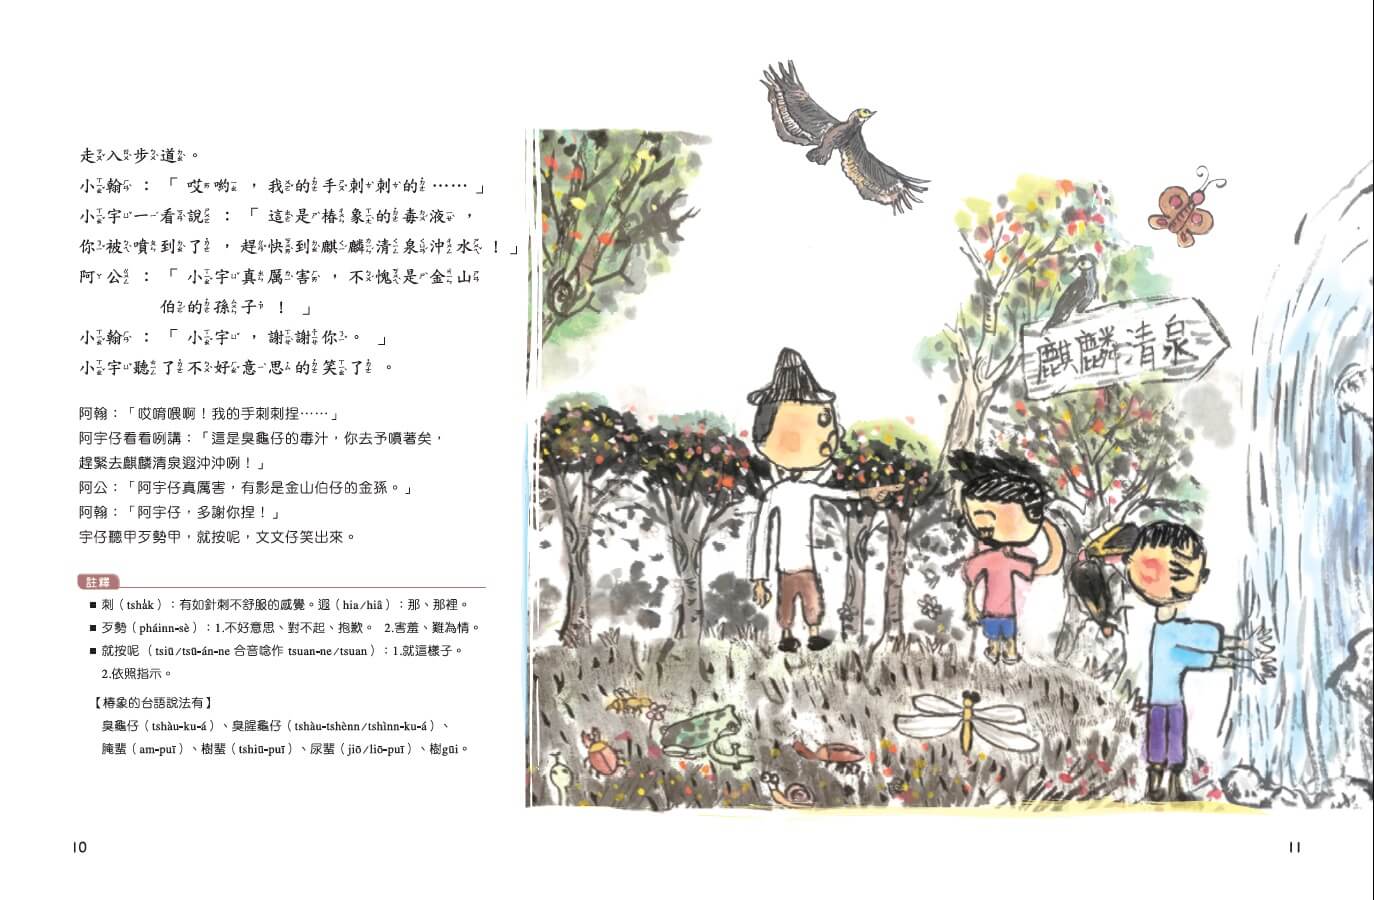 走入步道。
小翰：「哎喲，我的手刺刺的……」
小宇一看說：「這是椿象的毒液，
你被噴到了，趕快到麒麟清泉沖水！」
阿公：「小宇真厲害，不愧是金山
伯的孫子！」
小翰：「小宇，謝謝你。」
小宇聽了不好意思的笑了。
阿翰：「哎唷喂啊！我的手刺刺捏……」
阿宇仔看看咧講：「這是臭龜仔的毒汁，你去予噴著矣，
趕緊去麒麟清泉遐沖沖咧！」
阿公：「阿宇仔真厲害，有影是金山伯仔的金孫。」
阿翰：「阿宇仔，多謝你捏！」
宇仔聽甲歹勢甲，就按呢，文文仔笑出來。
註釋
■ 刺（tsha̍k）：有如針刺不舒服的感覺。遐（hia/hiâ）：那、那裡。
■ 歹勢（pháinn-sè）：1.不好意思、對不起、抱歉。 2.害羞、難為情。
■ 就按呢（tsiū/tsū-án-ne 合音唸作 tsuan-ne/tsuan）：1.就這樣子。
2.依照指示。
【椿象的台語說法有】
臭龜仔（tshàu-ku-á）、臭腥龜仔（tshàu-tshènn/tshìnn-ku-á）、
腌蜚（am-puī）、樹蜚（tshiū-puī）、尿蜚（jiō/liō-puī）、樹gūi。
麒麟清泉
10
11